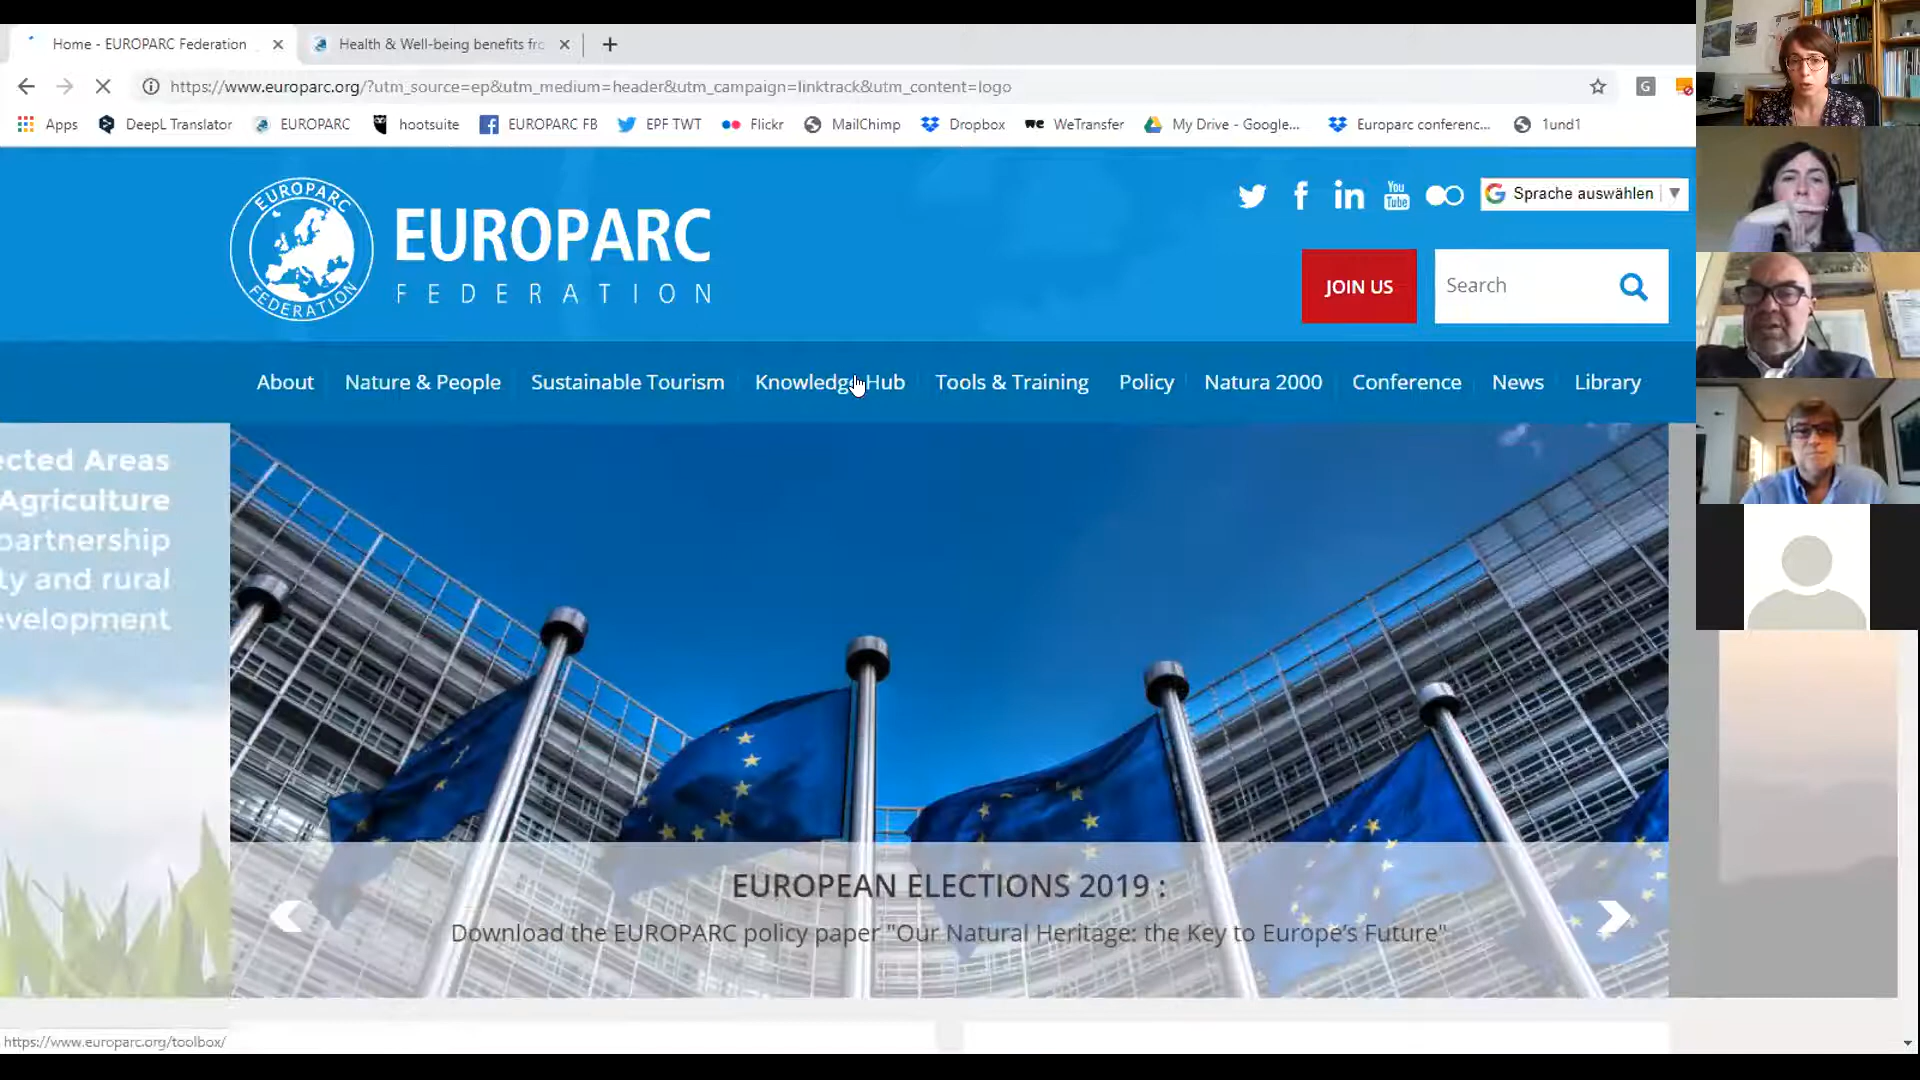 Home - EUROPARC Federation
Health & Well-being benefits fro
https://www.europarc.org/?utm_source=ep&utm_medium=header&utm_campaign=linktrack&utm_content=logo
Apps DeepL Translator EUROPARC hootsuite EUROPARC FB EPF TWT Flickr MailChimp Dropbox WeTransfer My Drive - Google... Europarc conferenc... 1und1
EUROPARC
FEDERATION
EUROPARC
FEDERATION
You
Tube
Sprache auswählen
JOIN US
Search
About Nature & People Sustainable Tourism Knowledge Hub Tools & Training Policy Natura 2000 Conference News Library
ected Areas
Agriculture
partnership
ty and rural
evelopment
EUROPEAN ELECTIONS 2019 :
Download the EUROPARC policy paper "Our Natural Heritage: the Key to Europe's Future"
https://www.europarc.org/toolbox/